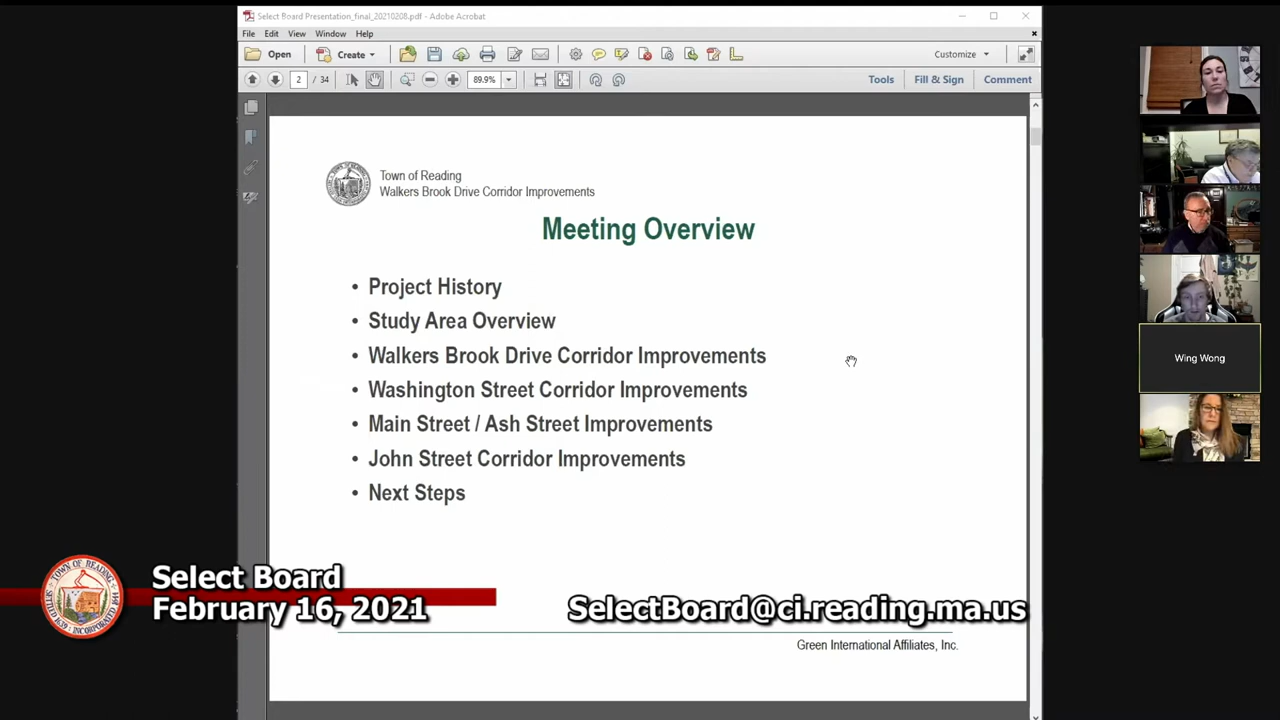 Select Board Presentation_final_20210208.pdf - Adobe Acrobat
File Edit View Window Help
Open Create Customize
2 / 34 89.9% Tools Fill & Sign Comment
Town of Reading
Walkers Brook Drive Corridor Improvements
Meeting Overview
• Project History
• Study Area Overview
• Walkers Brook Drive Corridor Improvements
• Washington Street Corridor Improvements
• Main Street / Ash Street Improvements
• John Street Corridor Improvements
• Next Steps
Wing Wong
Select Board
February 16, 2021
SelectBoard@ci.reading.ma.us
Green International Affiliates, Inc.